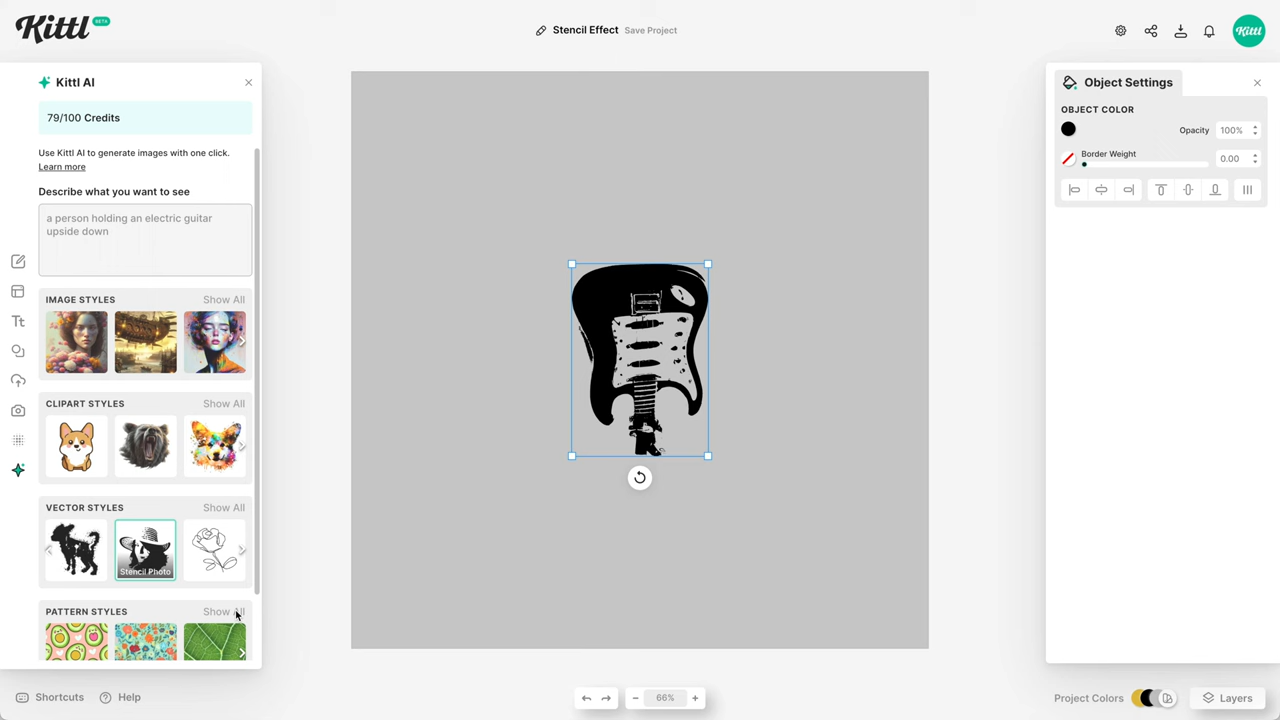 Kittl BETA
Stencil Effect Save Project
Kittl
Kittl AI
79/100 Credits
Use Kittl AI to generate images with one click.
Learn more
Describe what you want to see
a person holding an electric guitar
upside down
IMAGE STYLES Show All
CLIPART STYLES Show All
VECTOR STYLES Show All
Stencil Photo
PATTERN STYLES Show All
Object Settings
OBJECT COLOR
Opacity 100%
Border Weight 0.00
Shortcuts Help
66%
Project Colors Layers